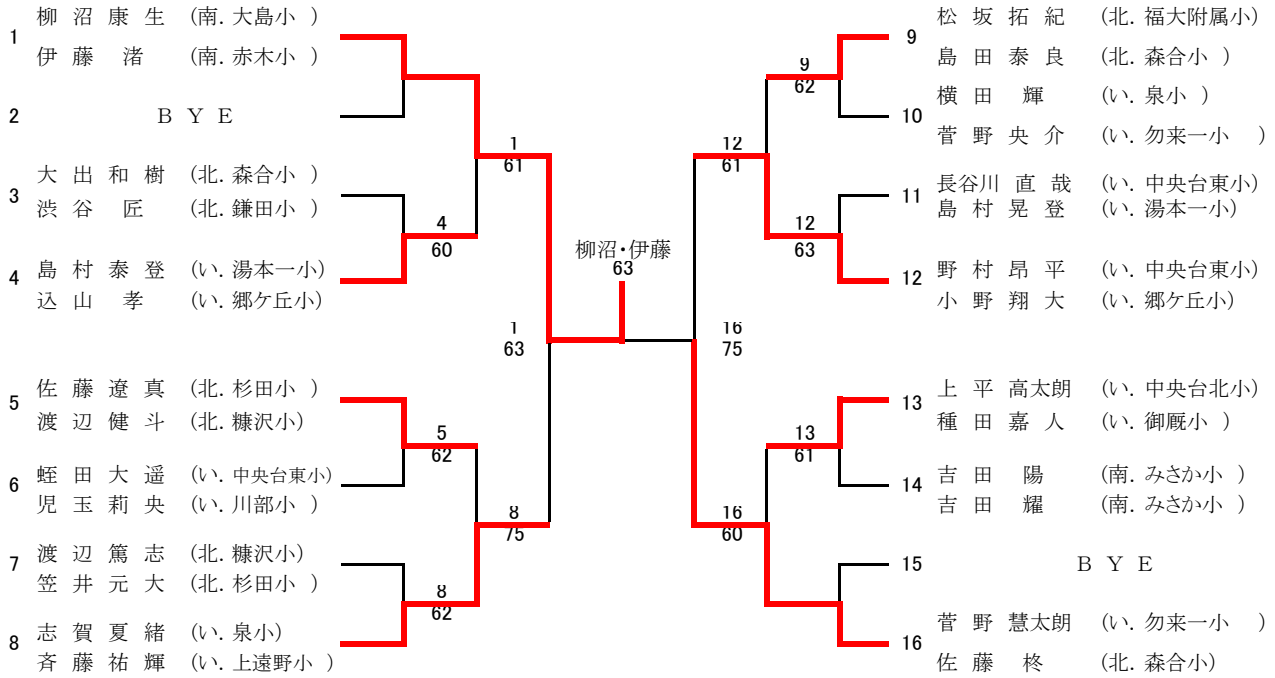 1
柳沼康生 (南. 大島小 )
伊藤渚 (南. 赤木小 )
2
B Y E
3
大出和樹 (北. 森合小 )
渋谷匠 (北. 鎌田小 )
4
島村泰登 (い. 湯本一小)
込山孝 (い. 郷ケ丘小)
5
佐藤遼真 (北. 杉田小 )
渡辺健斗 (北. 糠沢小)
6
蛭田大遥 (い. 中央台東小)
児玉莉央 (い. 川部小 )
7
渡辺篤志 (北. 糠沢小)
笠井元大 (北. 杉田小 )
8
志賀夏緒 (い. 泉小)
斉藤祐輝 (い. 上遠野小 )
4
60
5
62
8
62
1
61
8
75
1
63
柳沼・伊藤
63
16
75
12
61
16
60
9
62
12
63
13
61
9
松坂拓紀 (北. 福大附属小)
島田泰良 (北. 森合小 )
10
横田輝 (い. 泉小 )
菅野央介 (い. 勿来一小 )
11
長谷川直哉 (い. 中央台東小)
島村晃登 (い. 湯本一小)
12
野村昂平 (い. 中央台東小)
小野翔大 (い. 郷ケ丘小)
13
上平高太朗 (い. 中央台北小)
種田嘉人 (い. 御厩小 )
14
吉田陽 (南. みさか小 )
吉田耀 (南. みさか小 )
15
B Y E
16
菅野慧太朗 (い. 勿来一小 )
佐藤柊 (北. 森合小)